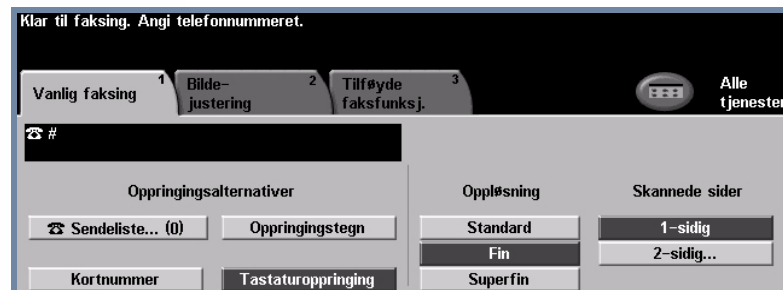 Klar til faksing. Angi telefonnummeret.
Vanlig faksing 1
Bilde- 2
justering
Tilføyde 3
faksfunksj.
Alle
tjenester
☎ #
Oppringingsalternativer
☎ Sendeliste... (0)
Oppringingstegn
Kortnummer
Tastaturoppringing
Oppløsning
Standard
Fin
Superfin
Skannede sider
1-sidig
2-sidig...